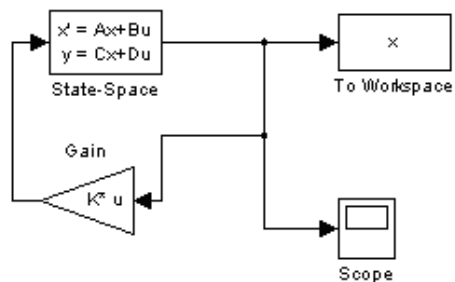 x' = Ax+Bu
y = Cx+Du
State-Space
x
To Workspace
Gain
K* u
Scope